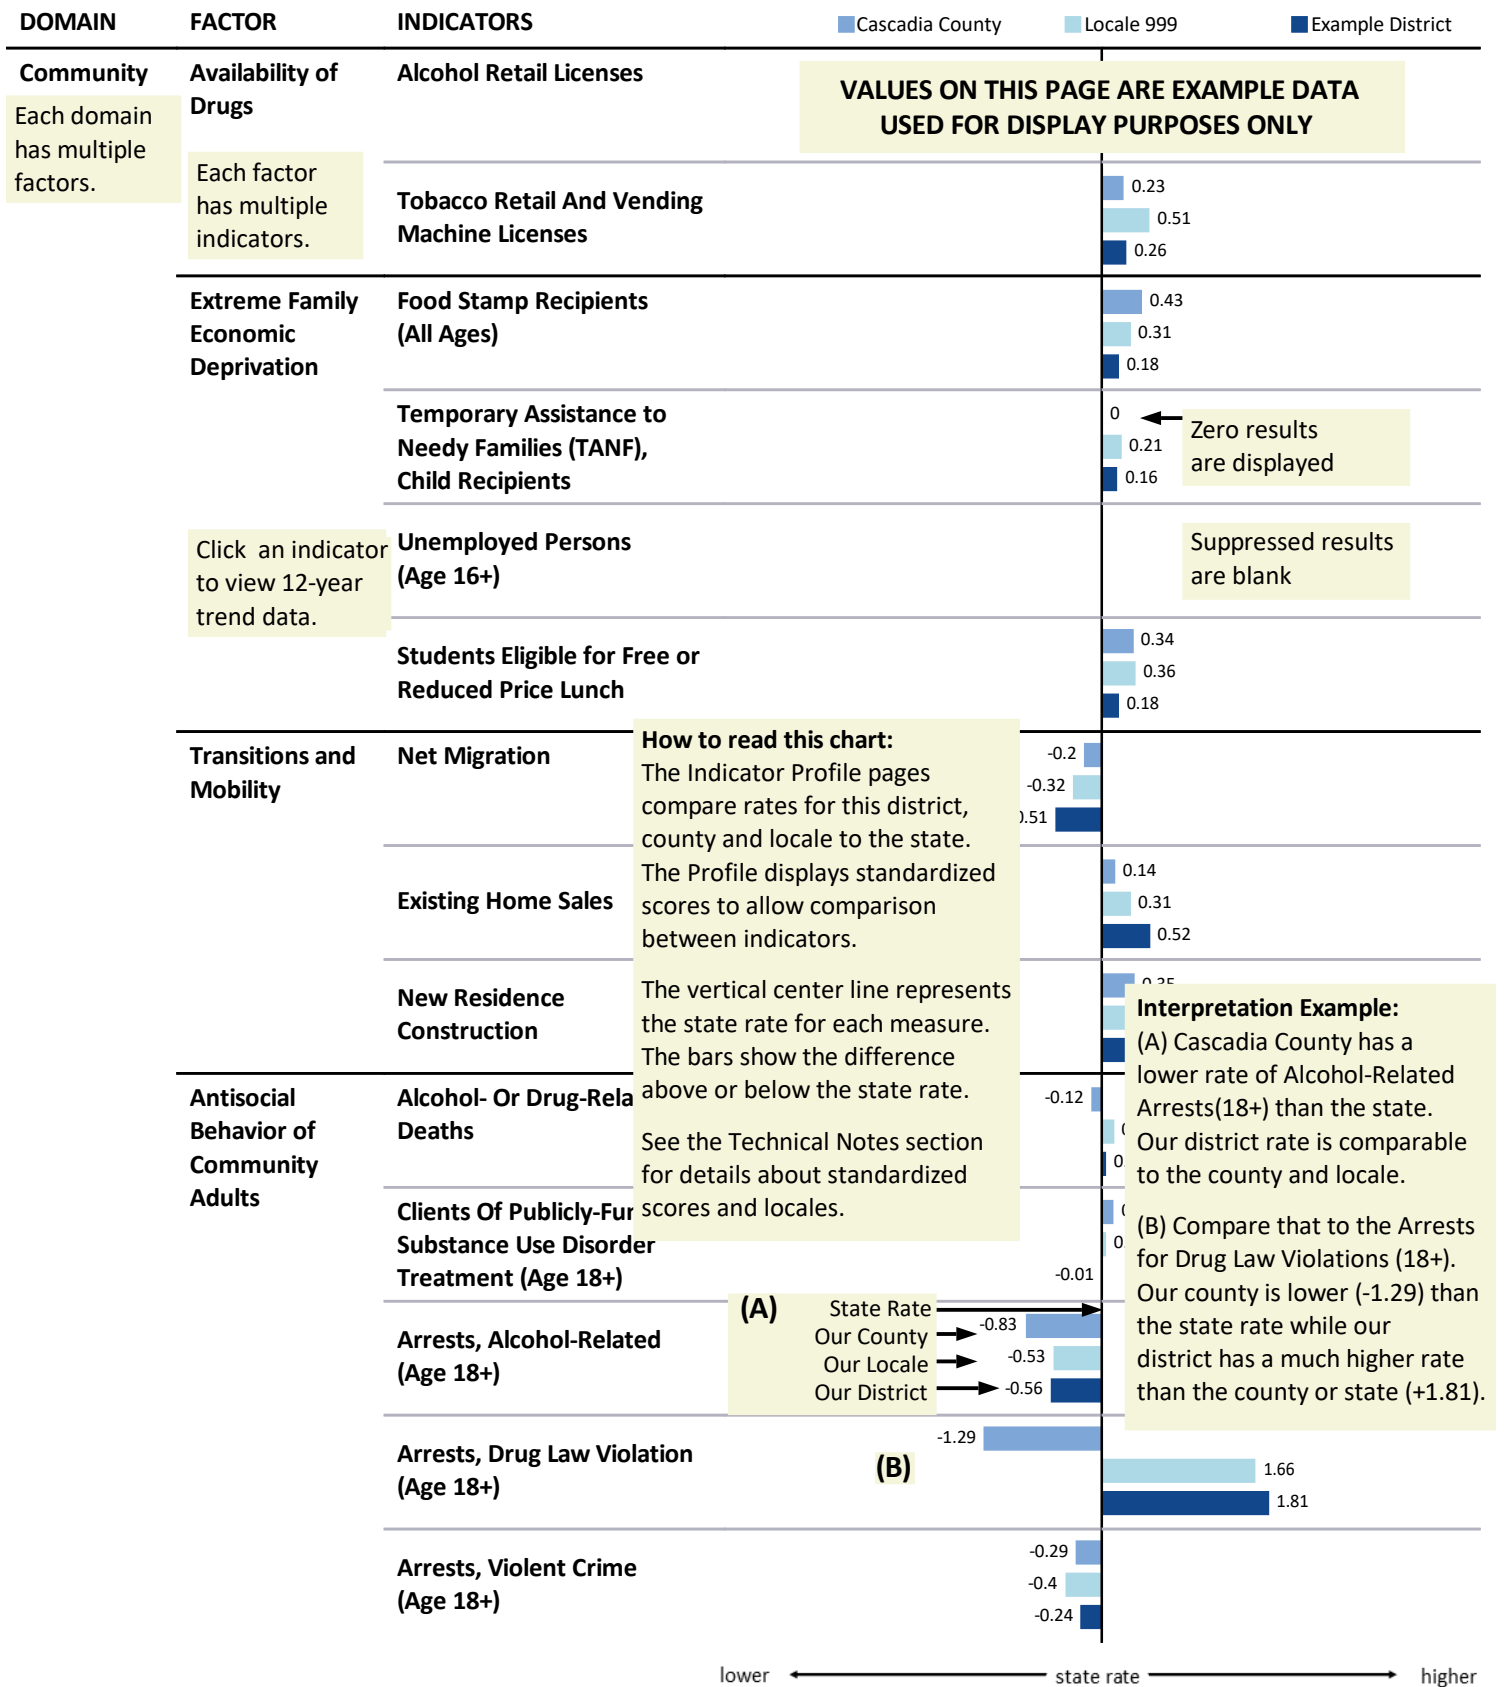 DOMAIN FACTOR INDICATORS Cascadia County Locale 999 Example District
Community
Each domain
has multiple
factors.
Availability of
Drugs
Each factor
has multiple
indicators.
Alcohol Retail Licenses
VALUES ON THIS PAGE ARE EXAMPLE DATA
USED FOR DISPLAY PURPOSES ONLY
Tobacco Retail And Vending
Machine Licenses
0.23
0.51
0.26
Extreme Family
Economic
Deprivation
Food Stamp Recipients
(All Ages)
0.43
0.31
0.18
Temporary Assistance to
Needy Families (TANF),
Child Recipients
0
0.21
0.16
Zero results
are displayed
Click an indicator
to view 12-year
trend data.
Unemployed Persons
(Age 16+)
Suppressed results
are blank
Students Eligible for Free or
Reduced Price Lunch
0.34
0.36
0.18
Transitions and
Mobility
Net Migration
-0.2
-0.32
.51
How to read this chart:
The Indicator Profile pages
compare rates for this district,
county and locale to the state.
The Profile displays standardized
scores to allow comparison
between indicators.
The vertical center line represents
the state rate for each measure.
The bars show the difference
above or below the state rate.
See the Technical Notes section
for details about standardized
scores and locales.
Existing Home Sales
0.14
0.31
0.52
New Residence
Construction
Interpretation Example:
(A) Cascadia County has a
lower rate of Alcohol-Related
Arrests(18+) than the state.
Our district rate is comparable
to the county and locale.
(B) Compare that to the Arrests
for Drug Law Violations (18+).
Our county is lower (-1.29) than
the state rate while our
district has a much higher rate
than the county or state (+1.81).
Antisocial
Behavior of
Community
Adults
Alcohol- Or Drug-Rela
Deaths
-0.12
0.
Clients Of Publicly-Fun
Substance Use Disorder
Treatment (Age 18+)
0.
-0.01
Arrests, Alcohol-Related
(Age 18+)
(A)
State Rate
Our County
Our Locale
Our District
-0.83
-0.53
-0.56
Arrests, Drug Law Violation
(Age 18+)
(B)
-1.29
1.66
1.81
Arrests, Violent Crime
(Age 18+)
-0.29
-0.4
-0.24
lower state rate higher